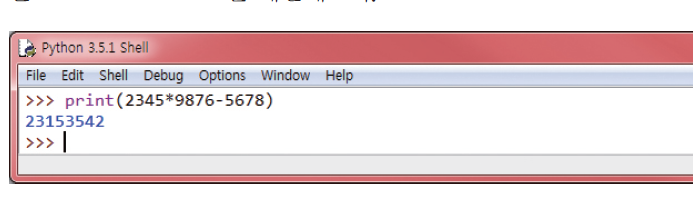 Python 3.5.1 Shell
File Edit Shell Debug Options Window Help
>>> print(2345*9876-5678)
23153542
>>>